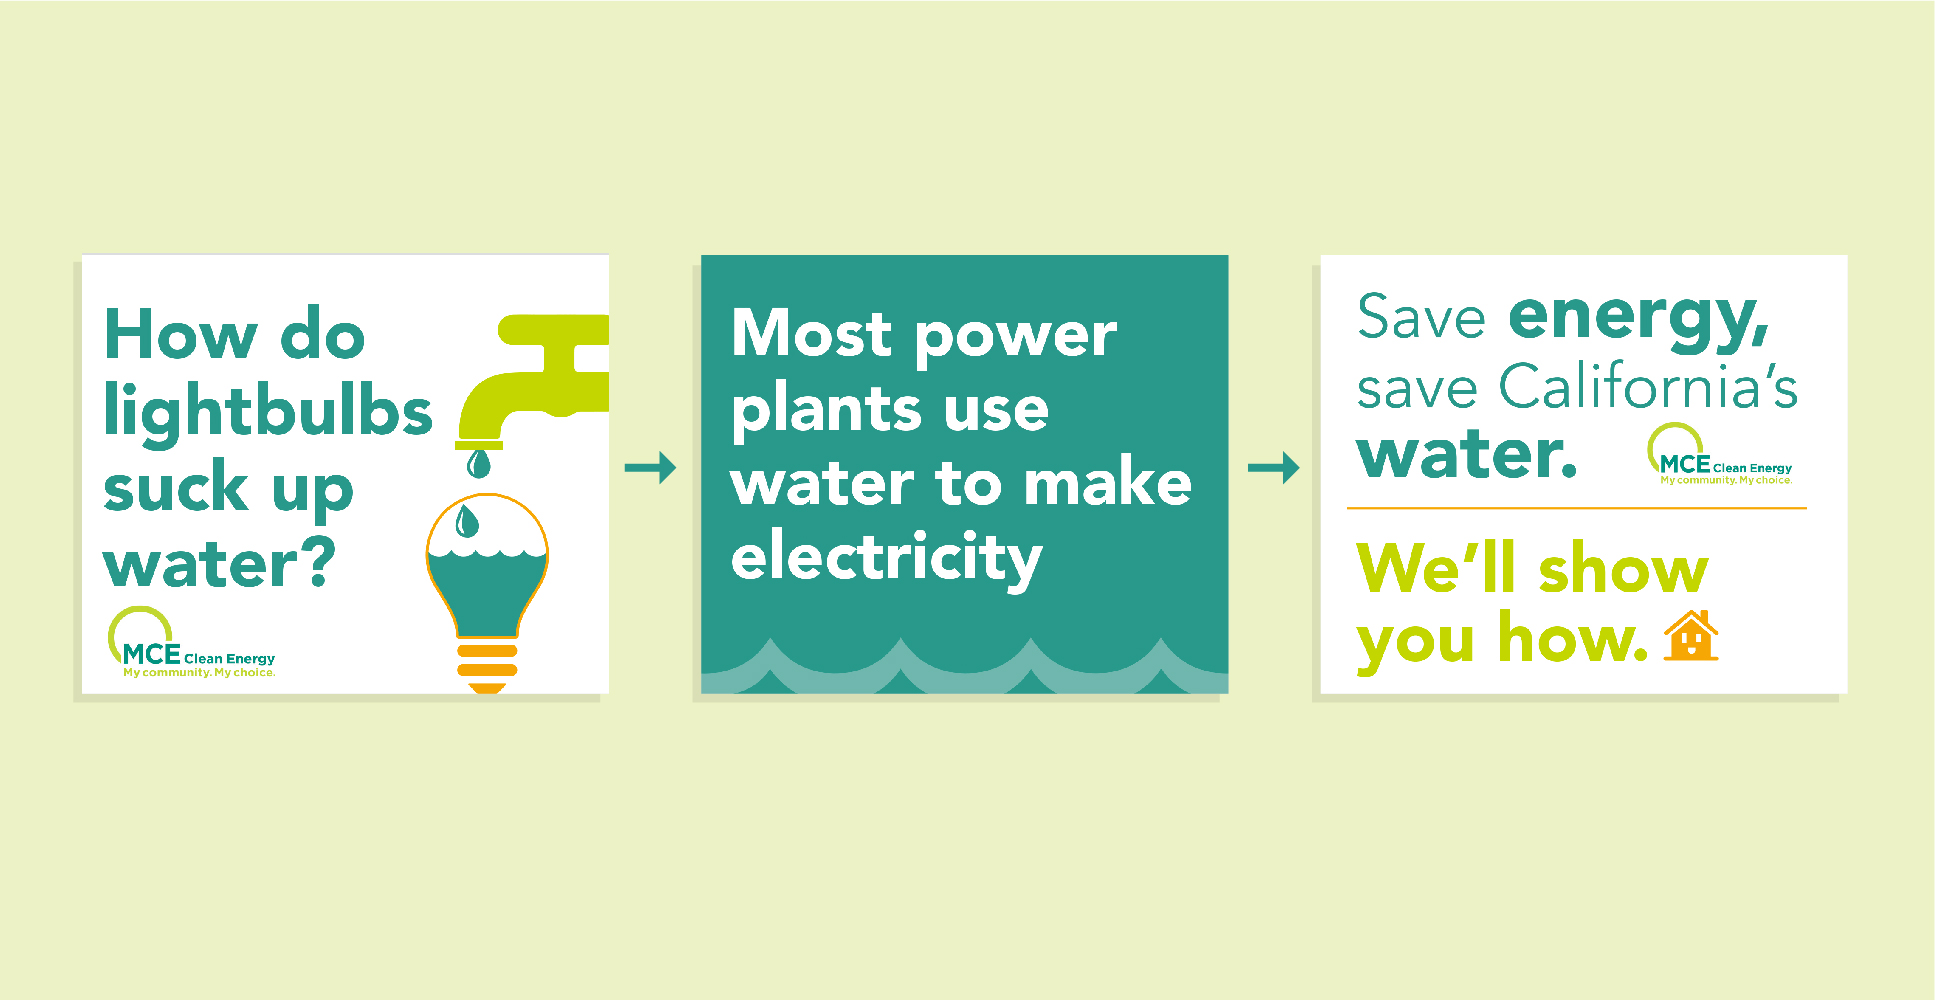 How do
lightbulbs
suck up
water?
MCE Clean Energy
My community. My choice.
Most power
plants use
water to make
electricity
Save energy,
save California's
water.
MCE Clean Energy
My community. My choice.
We'll show
you how.